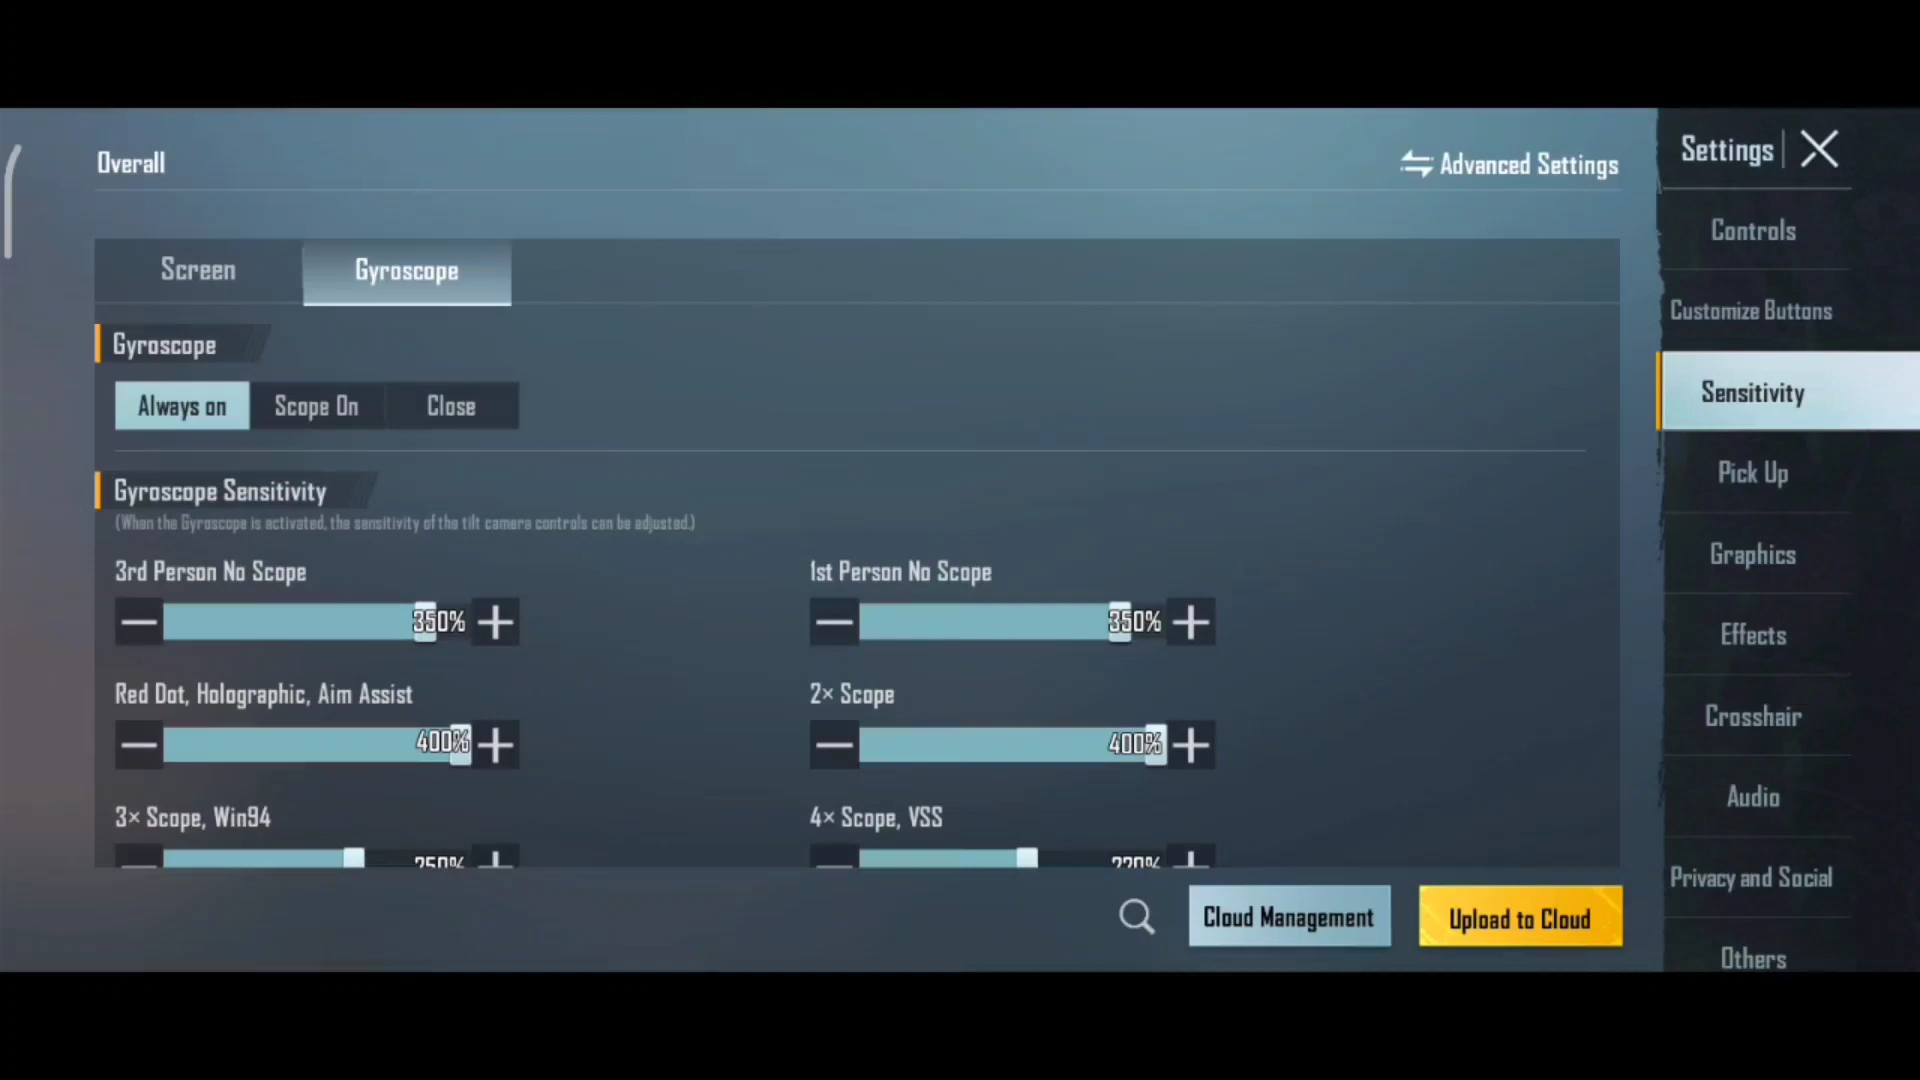 Overall
Advanced Settings
Settings
Screen
Gyroscope
Gyroscope
Always on
Scope On
Close
Gyroscope Sensitivity
(When the Gyroscope is activated, the sensitivity of the tilt camera controls can be adjusted.)
3rd Person No Scope
1st Person No Scope
350%
350%
Red Dot, Holographic, Aim Assist
2× Scope
400%
400%
3× Scope, Win94
4× Scope, VSS
250%
220%
Cloud Management
Upload to Cloud
Controls
Customize Buttons
Sensitivity
Pick Up
Graphics
Effects
Crosshair
Audio
Privacy and Social
Others